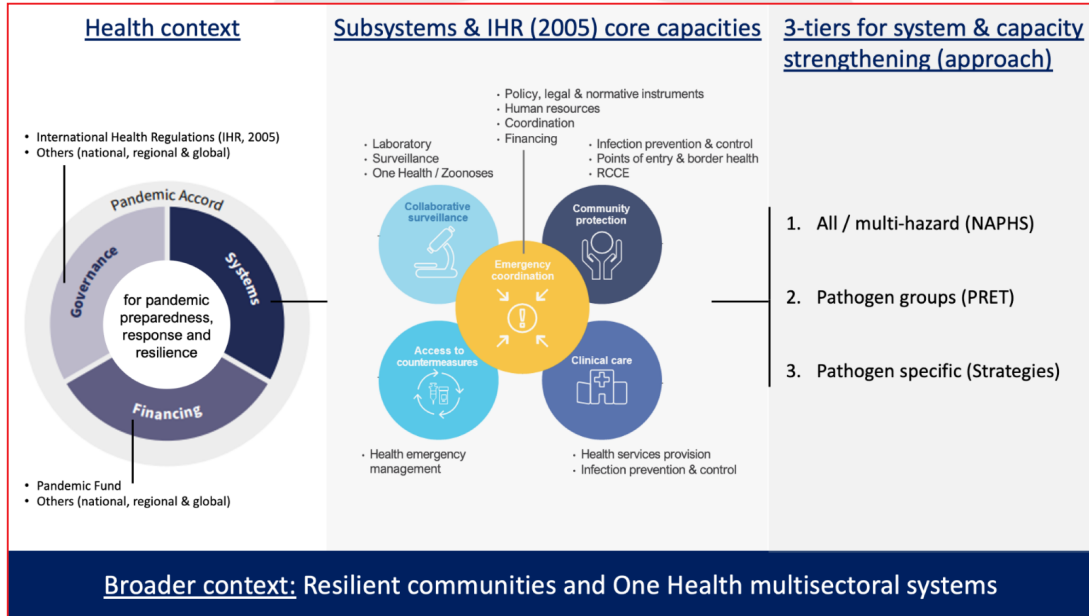 Health context
Subsystems & IHR (2005) core capacities
3-tiers for system & capacity
strengthening (approach)
• International Health Regulations (IHR, 2005)
• Others (national, regional & global)
Pandemic Accord
Governance
Systems
Financing
for pandemic
preparedness,
response and
resilience
• Pandemic Fund
• Others (national, regional & global)
• Policy, legal & normative instruments
• Human resources
• Coordination
• Financing
• Laboratory
• Surveillance
• One Health / Zoonoses
• Infection prevention & control
• Points of entry & border health
• RCCE
Collaborative
surveillance
Community
protection
Emergency
coordination
Access to
countermeasures
Clinical care
• Health emergency
management
• Health services provision
• Infection prevention & control
1. All / multi-hazard (NAPHS)
2. Pathogen groups (PRET)
3. Pathogen specific (Strategies)
Broader context: Resilient communities and One Health multisectoral systems